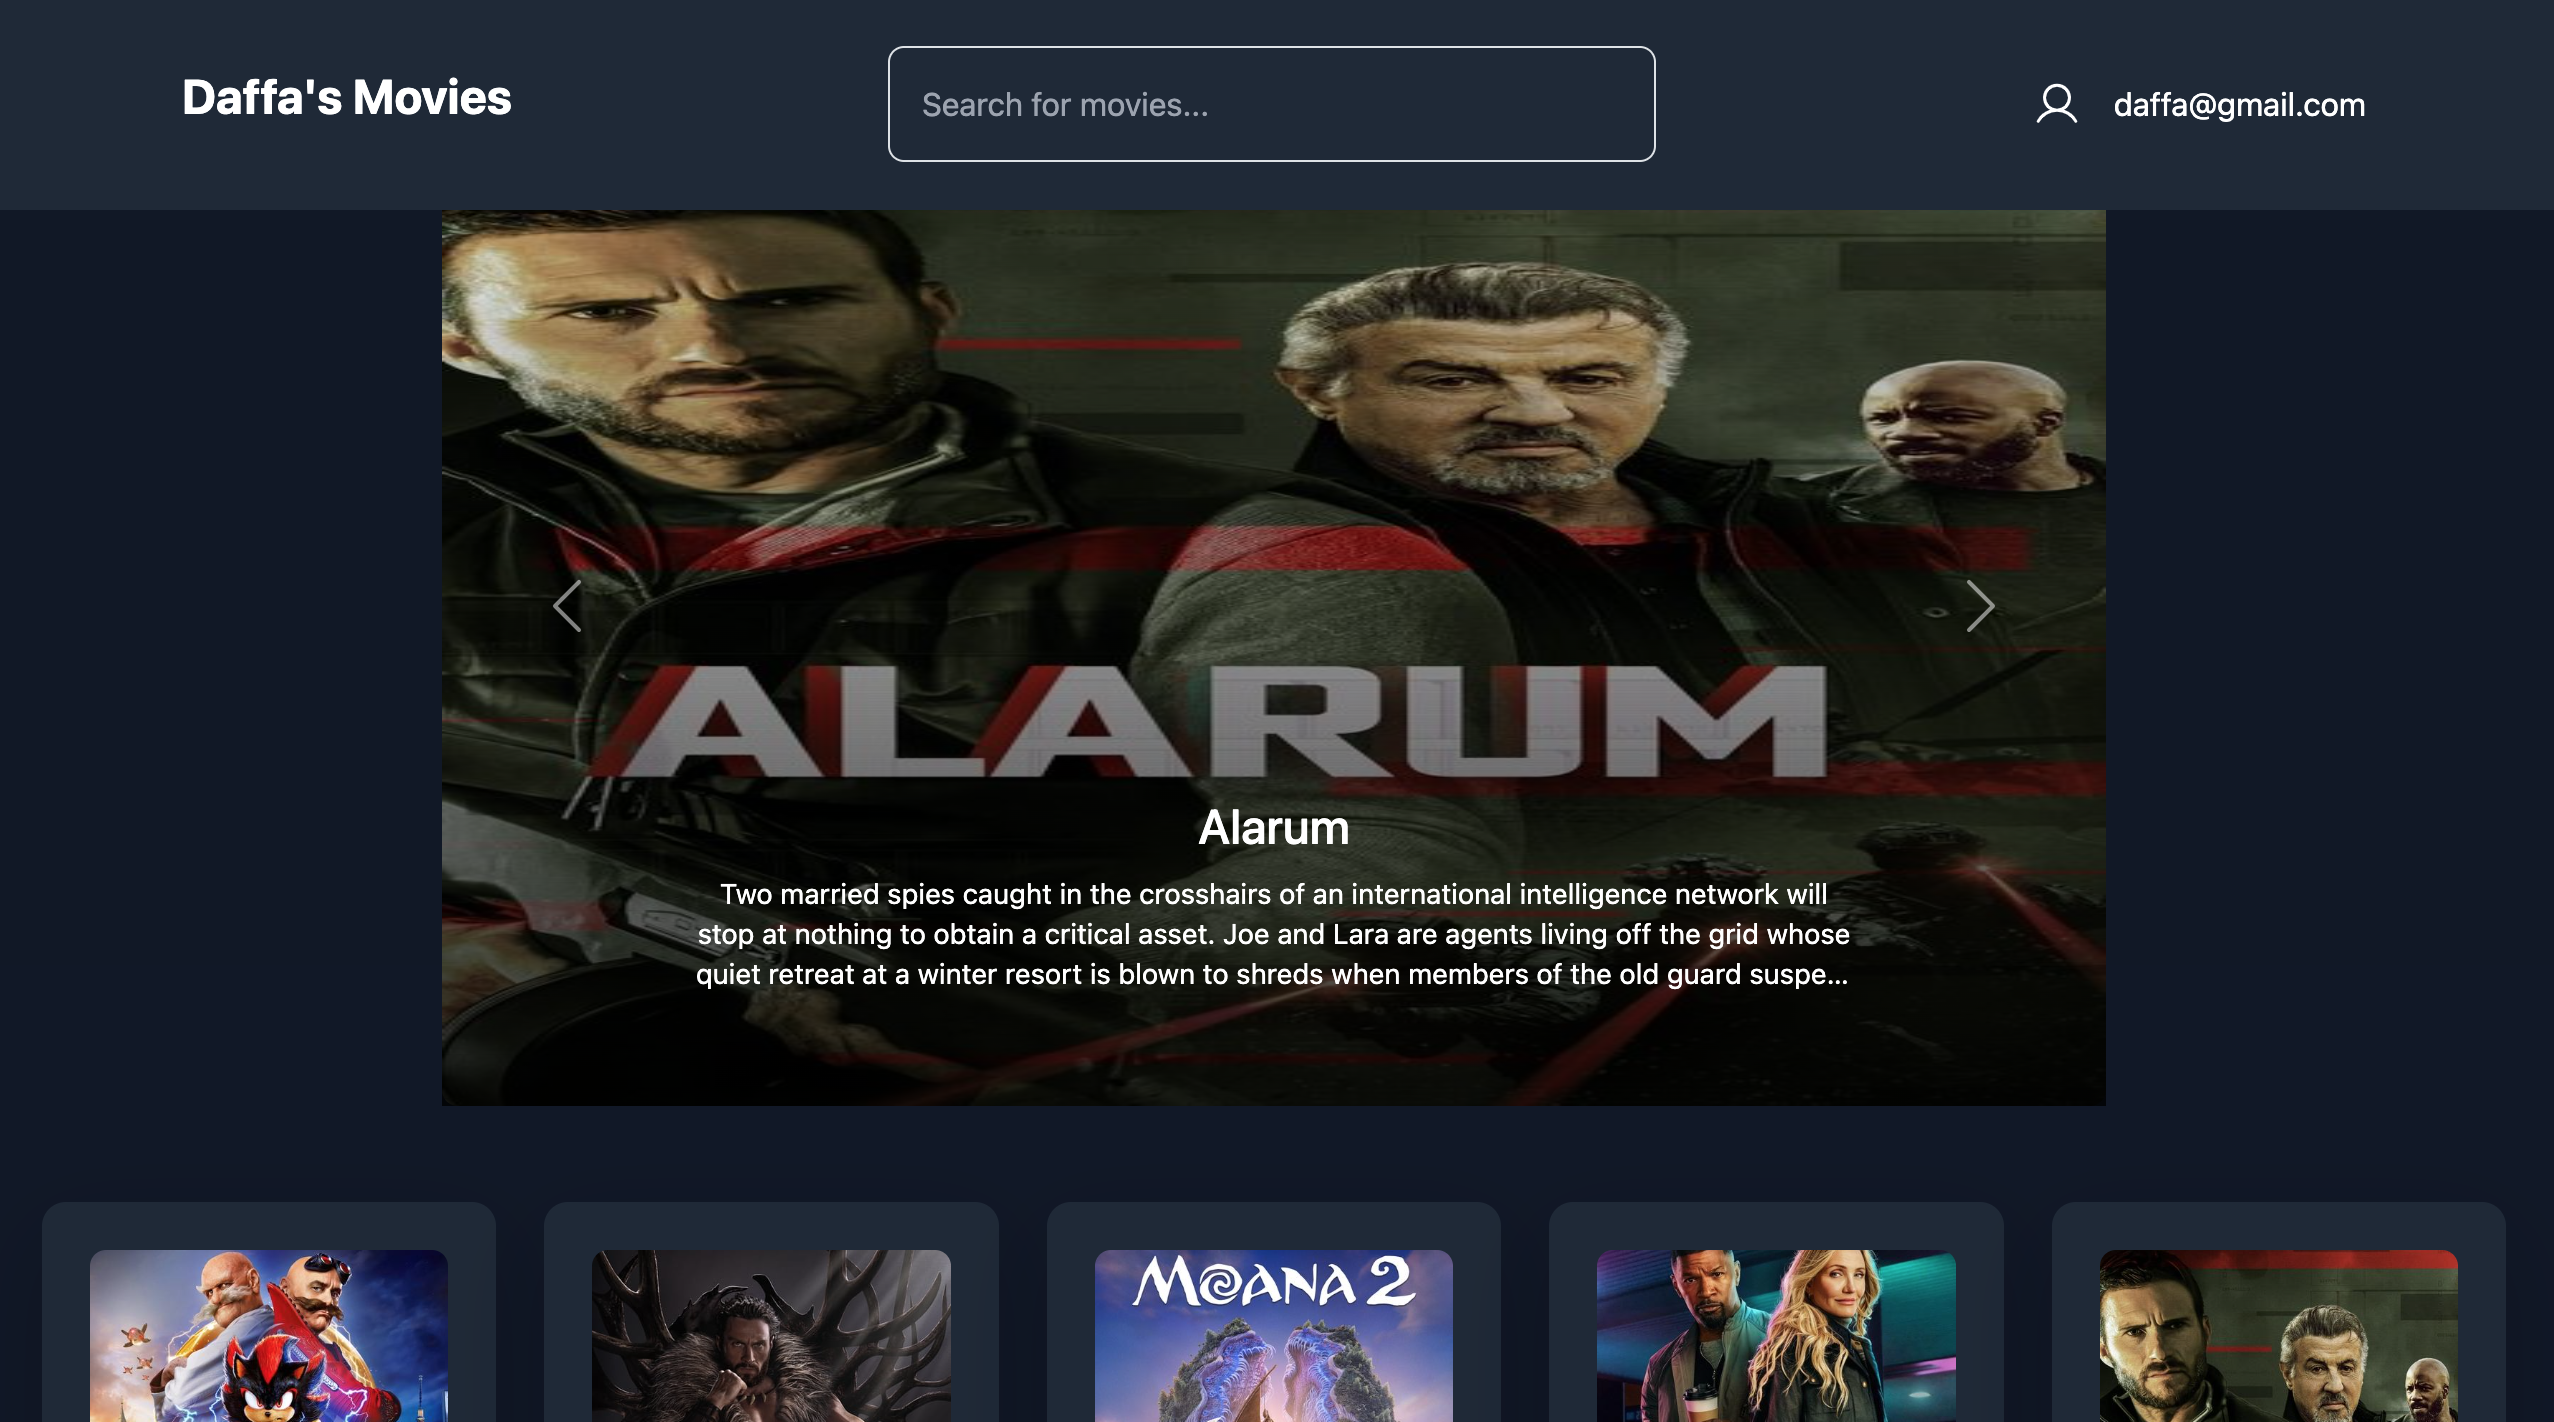 Daffa's Movies
Search for movies...
daffa@gmail.com
ALARUM
Alarum
Two married spies caught in the crosshairs of an international intelligence network will
stop at nothing to obtain a critical asset. Joe and Lara are agents living off the grid whose
quiet retreat at a winter resort is blown to shreds when members of the old guard suspe...
MOANA 2